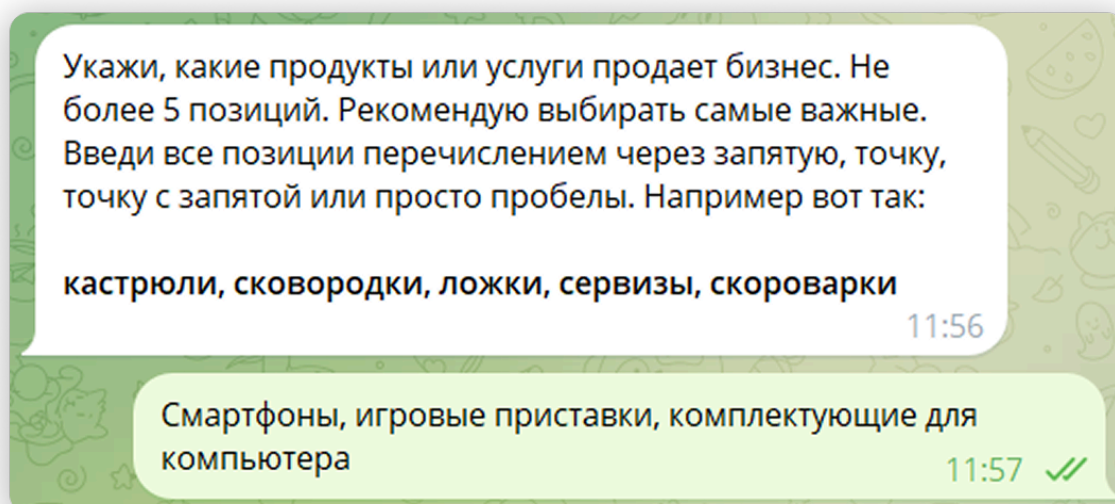 Укажи, какие продукты или услуги продает бизнес. Не
более 5 позиций. Рекомендую выбирать самые важные.
Введи все позиции перечислением через запятую, точку,
точку с запятой или просто пробелы. Например вот так:
кастрюли, сковородки, ложки, сервизы, скороварки
11:56
Смартфоны, игровые приставки, комплектующие для
компьютера
11:57